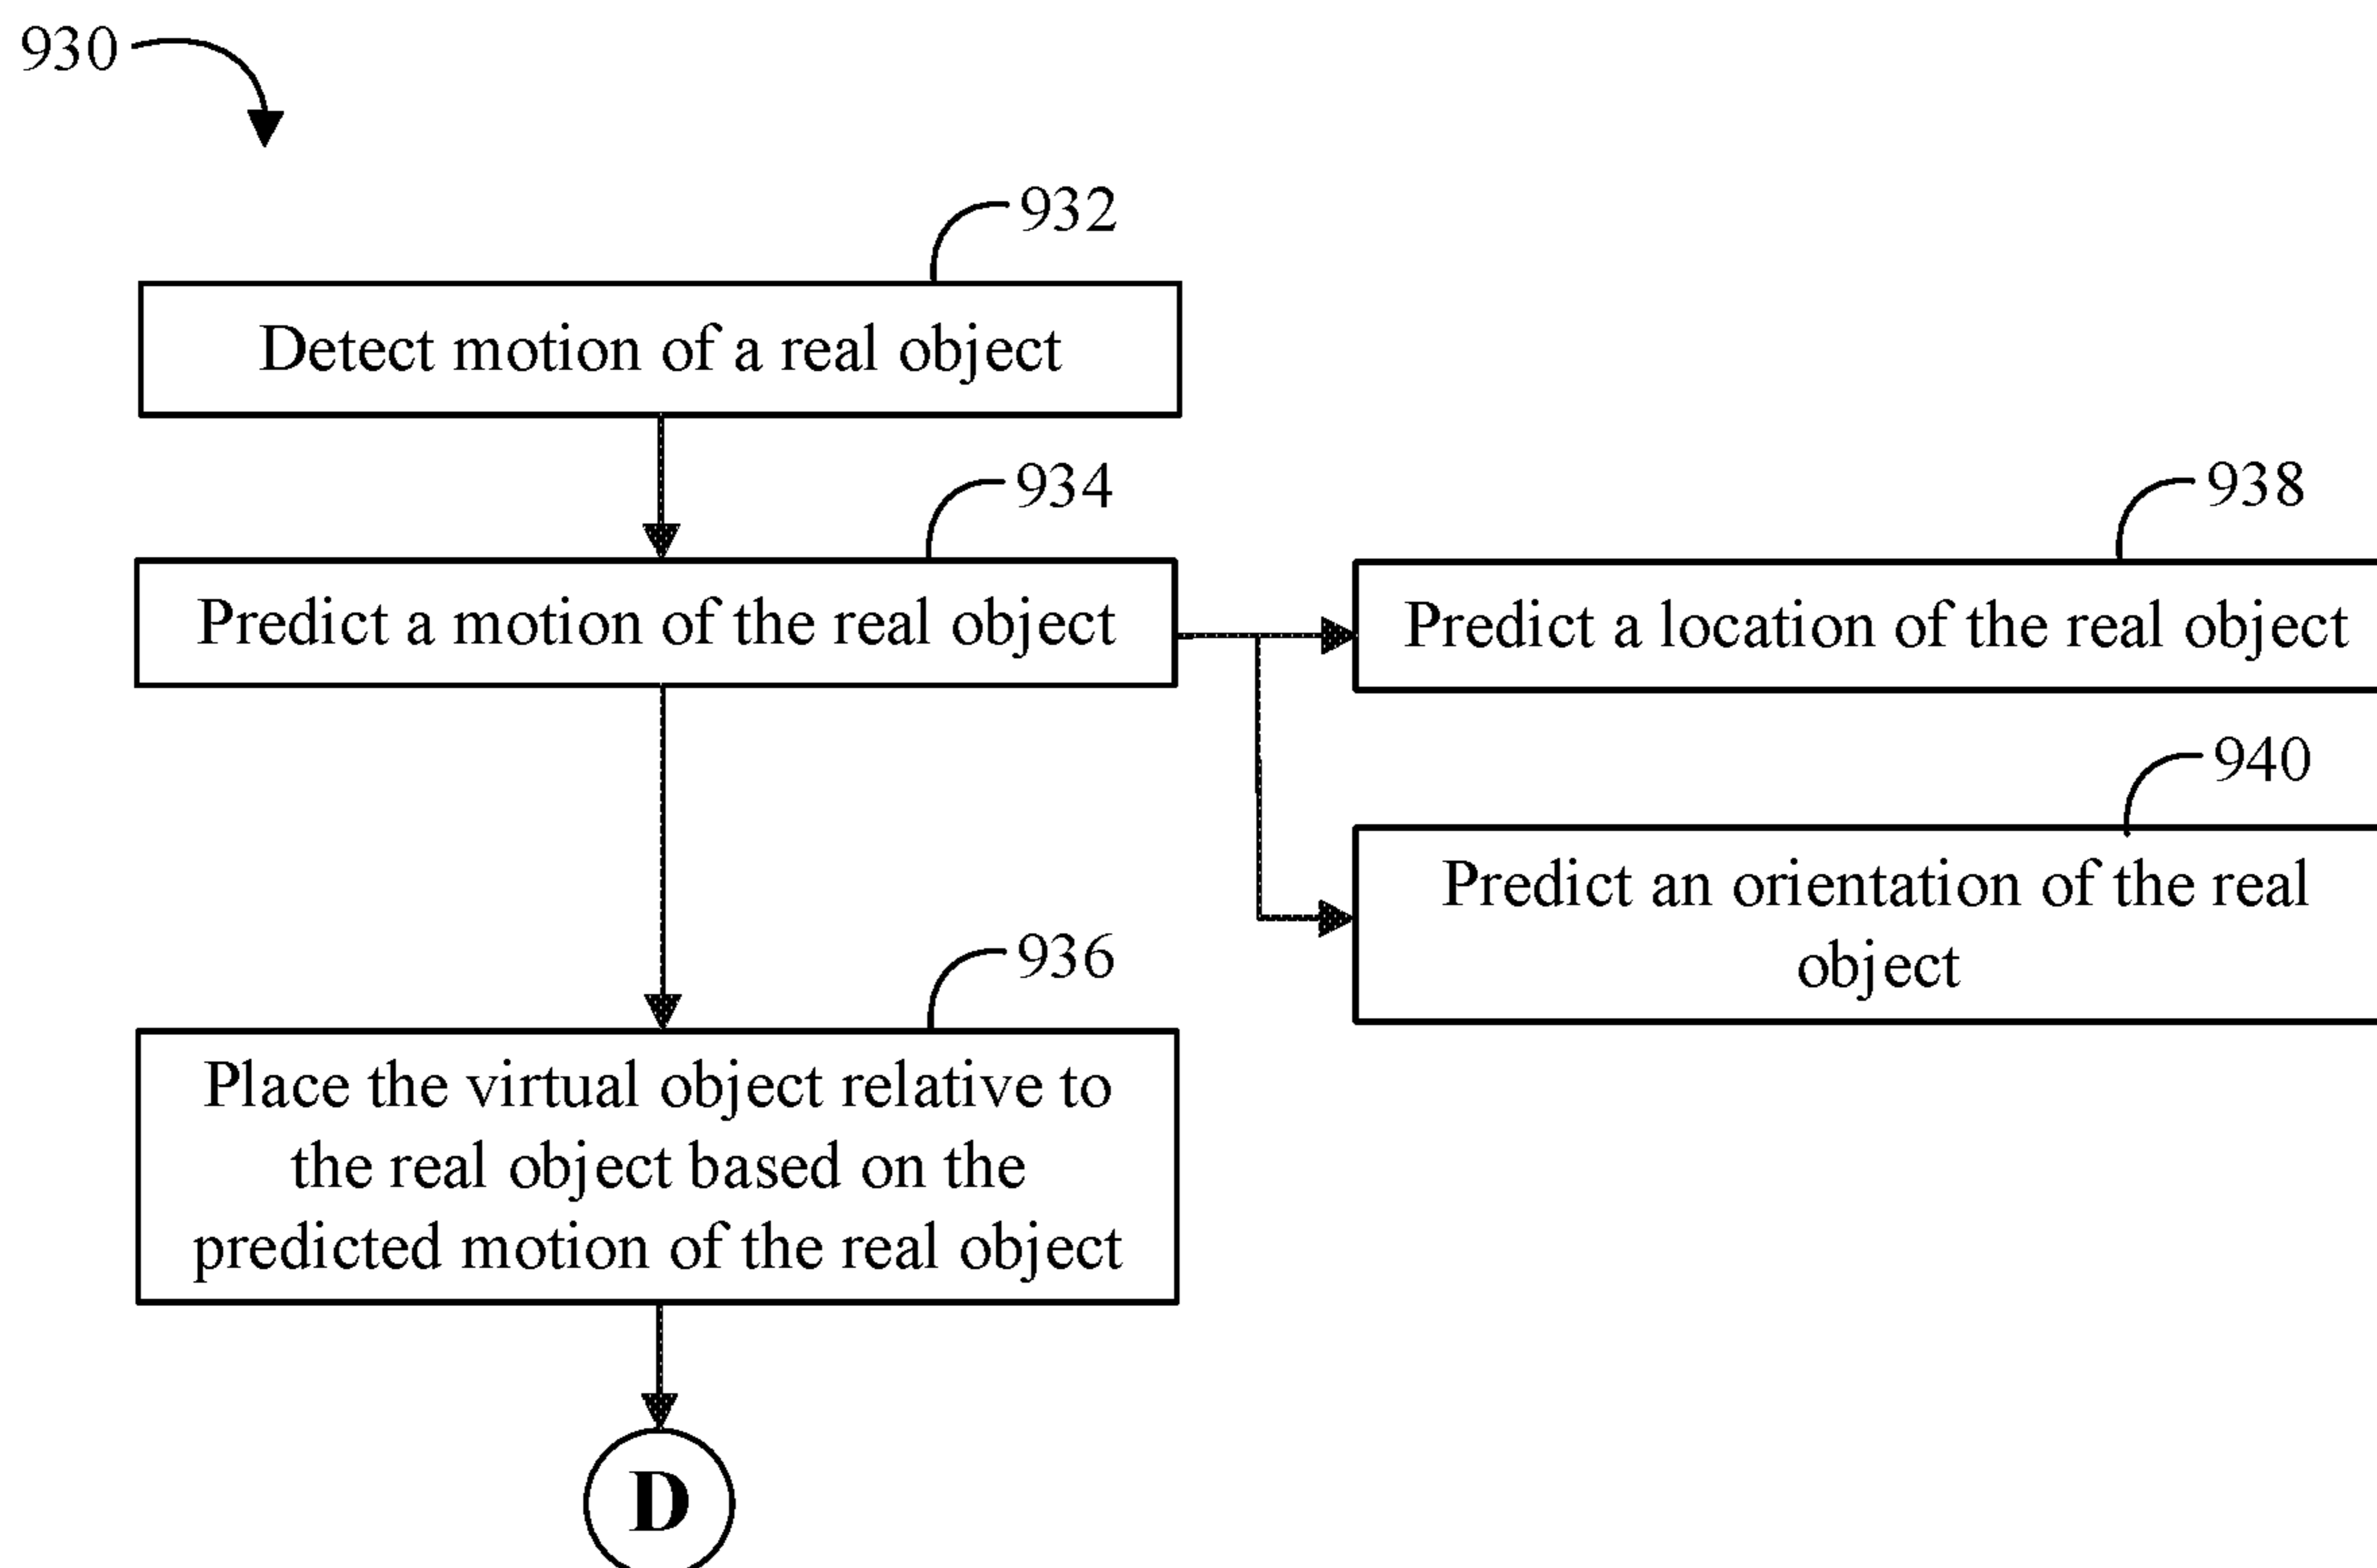 930
932
Detect motion of a real object
934
Predict a motion of the real object
938
Predict a location of the real object
940
Predict an orientation of the real
object
936
Place the virtual object relative to
the real object based on the
predicted motion of the real object
D